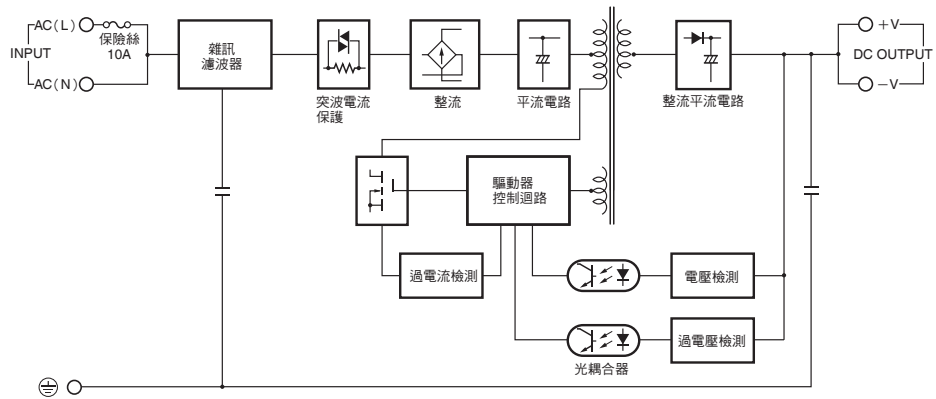 AC(L)
保險絲
10A
INPUT
AC(N)
雜訊
濾波器
突波電流
保護
整流
平流電路
整流平流電路
+V
DC OUTPUT
−V
驅動器
控制迴路
過電流檢測
電壓檢測
過電壓檢測
光耦合器